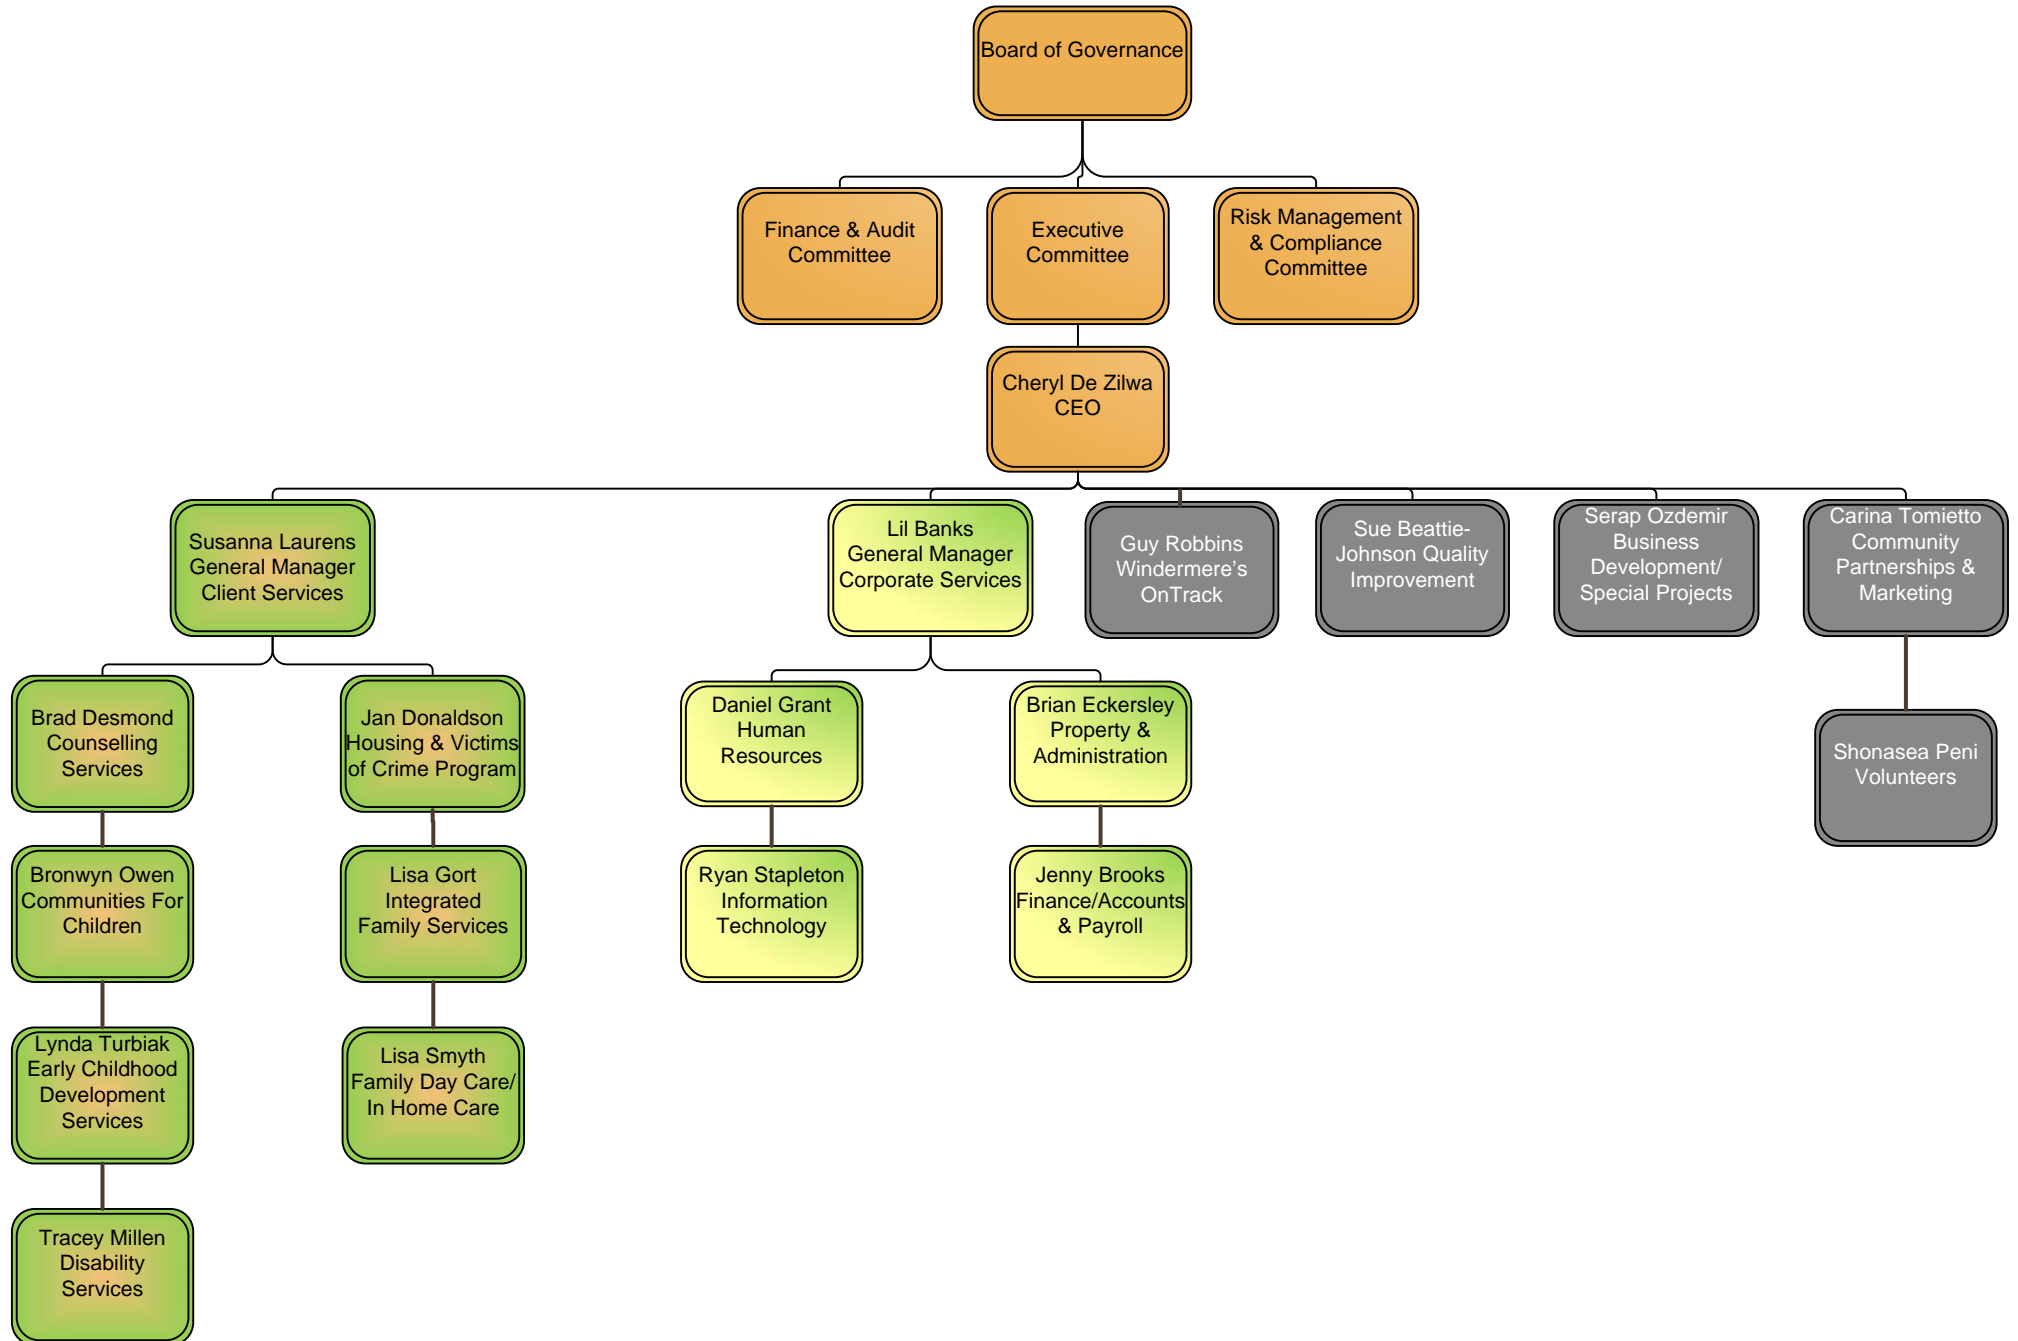 Board of Governance
Finance & Audit
Committee
Executive
Committee
Risk Management
& Compliance
Committee
Cheryl De Zilwa
CEO
Susanna Laurens
General Manager
Client Services
Lil Banks
General Manager
Corporate Services
Guy Robbins
Windermere’s
OnTrack
Sue Beattie-
Johnson Quality
Improvement
Serap Ozdemir
Business
Development/
Special Projects
Carina Tomietto
Community
Partnerships &
Marketing
Brad Desmond
Counselling
Services
Jan Donaldson
Housing & Victims
of Crime Program
Daniel Grant
Human
Resources
Brian Eckersley
Property &
Administration
Shonasea Peni
Volunteers
Bronwyn Owen
Communities For
Children
Lisa Gort
Integrated
Family Services
Ryan Stapleton
Information
Technology
Jenny Brooks
Finance/Accounts
& Payroll
Lynda Turbiak
Early Childhood
Development
Services
Lisa Smyth
Family Day Care/
In Home Care
Tracey Millen
Disability
Services